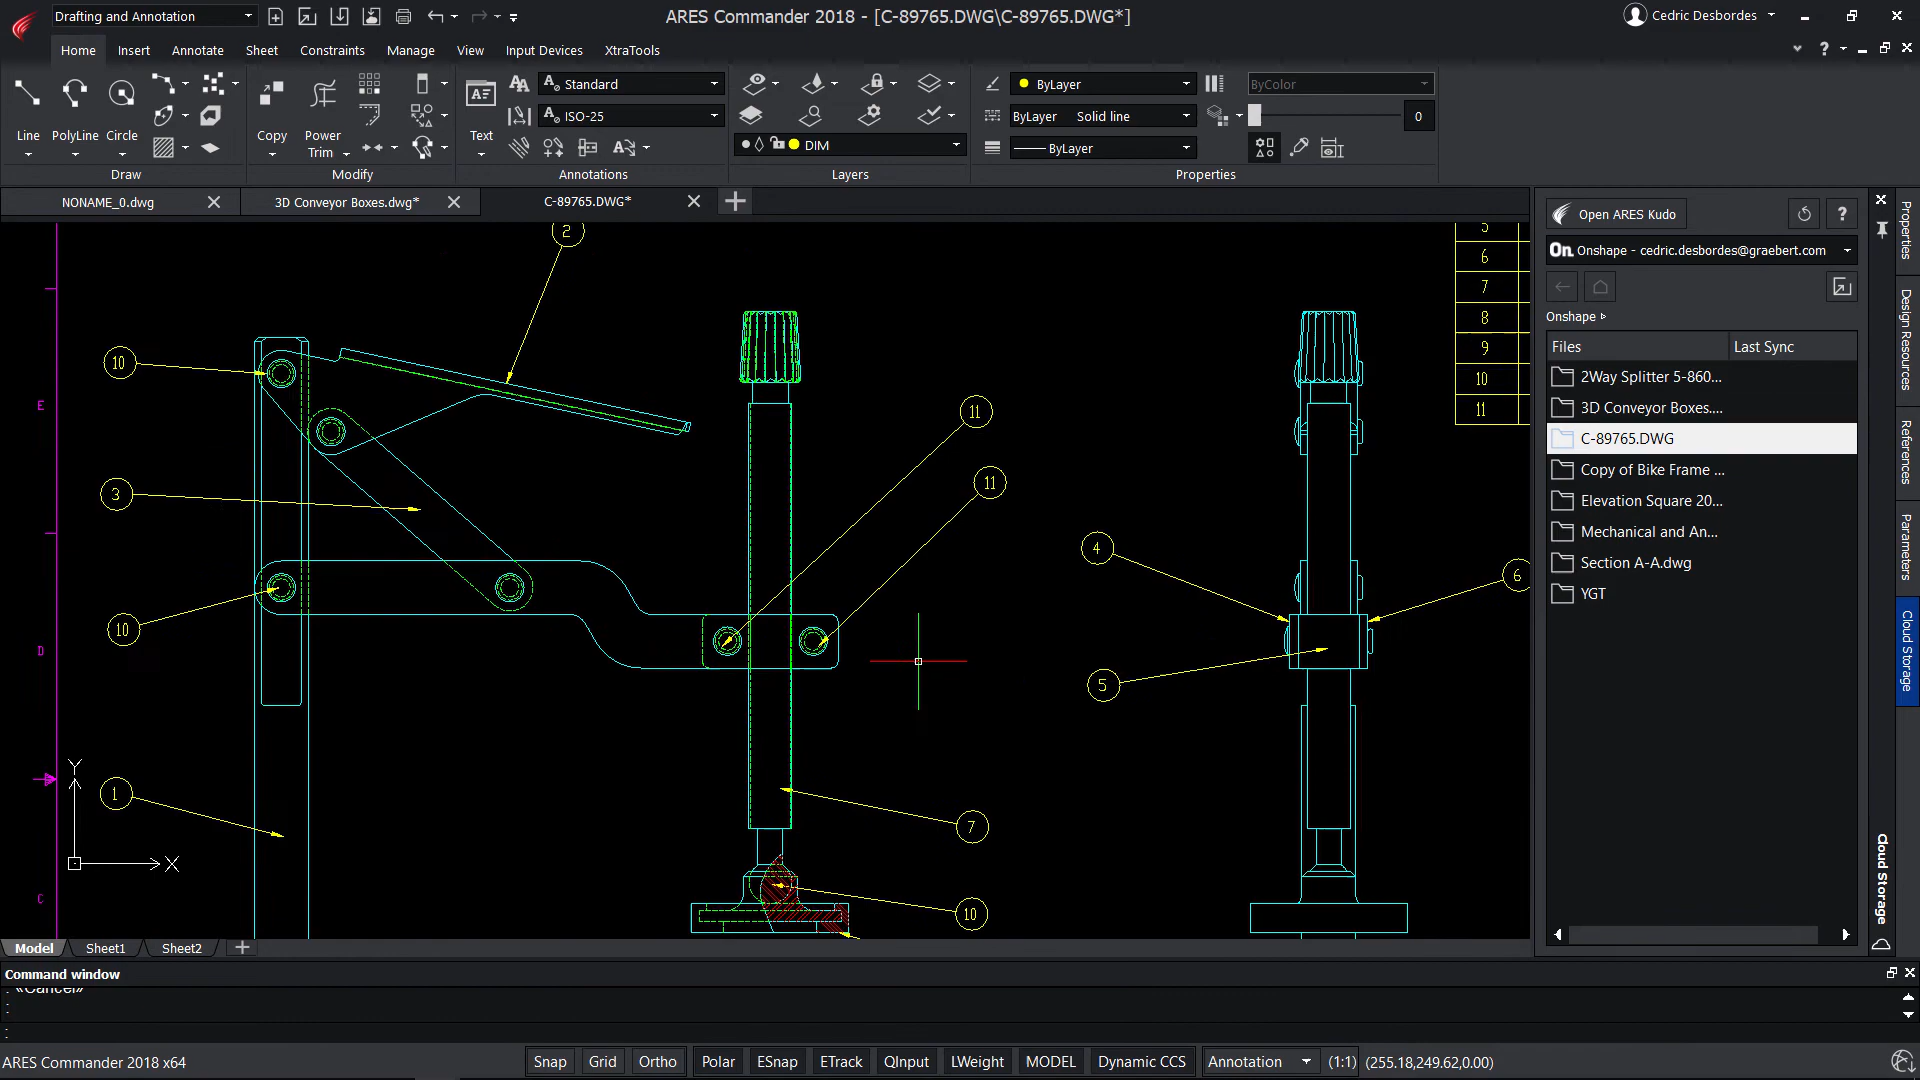 Drafting and Annotation
ARES Commander 2018 - [C-89765.DWG\C-89765.DWG*]
Cedric Desbordes
Home Insert Annotate Sheet Constraints Manage View Input Devices XtraTools
?
Line PolyLine Circle
Draw
Copy Power Trim
Modify
Text
Standard
ISO-25
Annotations
DIM
Layers
ByLayer
ByLayer Solid line
ByLayer
ByColor
0
Properties
NONAME_0.dwg
3D Conveyor Boxes.dwg*
C-89765.DWG*
2
10
3
10
1
11
11
7
10
4
5
6
5
6
7
8
9
10
11
E
D
C
Y
X
Open ARES Kudo
?
On. Onshape - cedric.desbordes@graebert.com
Onshape
Files Last Sync
2Way Splitter 5-860...
3D Conveyor Boxes....
C-89765.DWG
Copy of Bike Frame ...
Elevation Square 20...
Mechanical and An...
Section A-A.dwg
YGT
Cloud Storage
Properties
Design Resources
References
Parameters
Cloud Storage
Model Sheet1 Sheet2
Command window
: «Cancel»
:
:
ARES Commander 2018 x64
Snap Grid Ortho Polar ESnap ETrack QInput LWeight MODEL Dynamic CCS Annotation (1:1) (255.18,249.62,0.00)